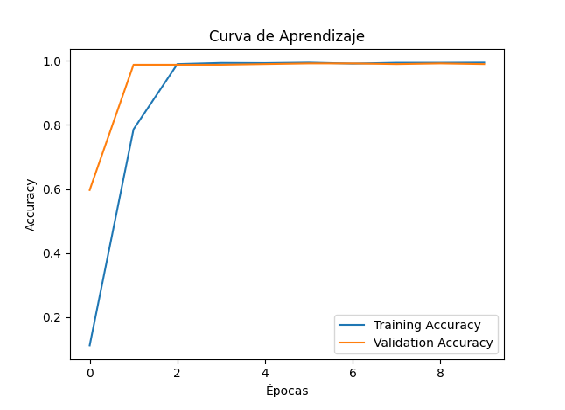 Curva de Aprendizaje
1.0
0.8
0.6
0.4
0.2
Accuracy
0 2 4 6 8
Épocas
Training Accuracy
Validation Accuracy